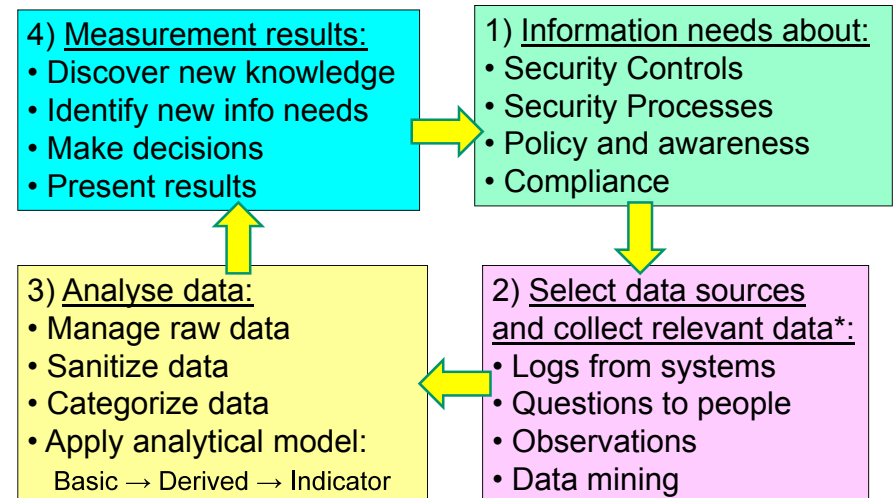 1) Information needs about:
• Security Controls
• Security Processes
• Policy and awareness
• Compliance
2) Select data sources
and collect relevant data*:
• Logs from systems
• Questions to people
• Observations
• Data mining
3) Analyse data:
• Manage raw data
• Sanitize data
• Categorize data
• Apply analytical model:
Basic → Derived → Indicator
4) Measurement results:
• Discover new knowledge
• Identify new info needs
• Make decisions
• Present results